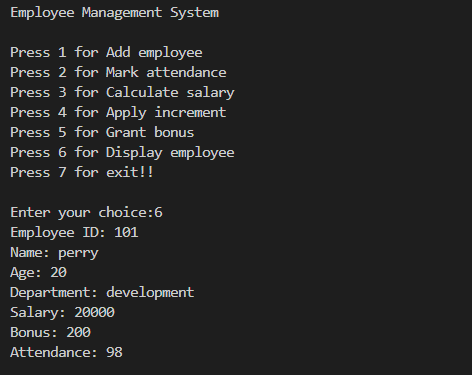 Employee Management System
Press 1 for Add employee
Press 2 for Mark attendance
Press 3 for Calculate salary
Press 4 for Apply increment
Press 5 for Grant bonus
Press 6 for Display employee
Press 7 for exit!!
Enter your choice:6
Employee ID: 101
Name: perry
Age: 20
Department: development
Salary: 20000
Bonus: 200
Attendance: 98